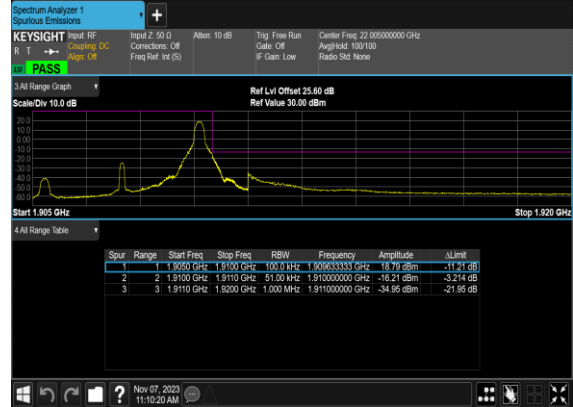 Spectrum Analyzer 1
Spurious Emissions
KEYSIGHT Input: RF Input Z: 50 Ω Atten: 10 dB Trig: Free Run Center Freq: 22.005000000 GHz
R T Coupling: DC Corrections: Off Gate: Off Avg|Hold: 100/100
Align: Off Freq Ref: Int (S) IF Gain: Low Radio Std: None
PASS
3 All Range Graph
Ref Lvl Offset 25.60 dB
Scale/Div 10.0 dB Ref Value 30.00 dBm
20.0
10.0
0.00
-10.0
-20.0
-30.0
-40.0
-50.0
-60.0
Start 1.905 GHz Stop 1.920 GHz
4 All Range Table
Spur Range Start Freq Stop Freq RBW Frequency Amplitude ΔLimit
1 1 1.9050 GHz 1.9100 GHz 100.0 kHz 1.909633333 GHz 18.79 dBm -11.21 dB
2 2 1.9100 GHz 1.9110 GHz 51.00 kHz 1.910000000 GHz -16.21 dBm -3.214 dB
3 3 1.9110 GHz 1.9200 GHz 1.000 MHz 1.911000000 GHz -34.95 dBm -21.95 dB
Nov 07, 2023
11:10:20 AM